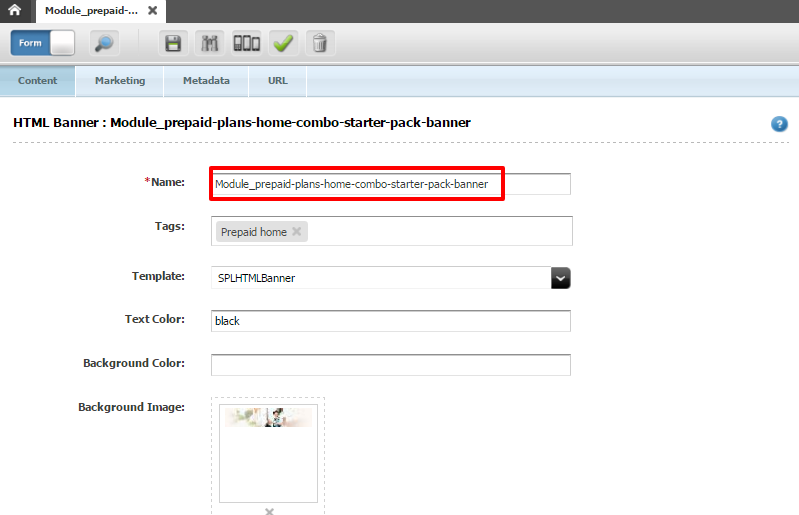 Module_prepaid-...
Form
Content Marketing Metadata URL
HTML Banner : Module_prepaid-plans-home-combo-starter-pack-banner
?
*Name: Module_prepaid-plans-home-combo-starter-pack-banner
Tags: Prepaid home
Template: SPLHTMLBanner
Text Color: black
Background Color:
Background Image: